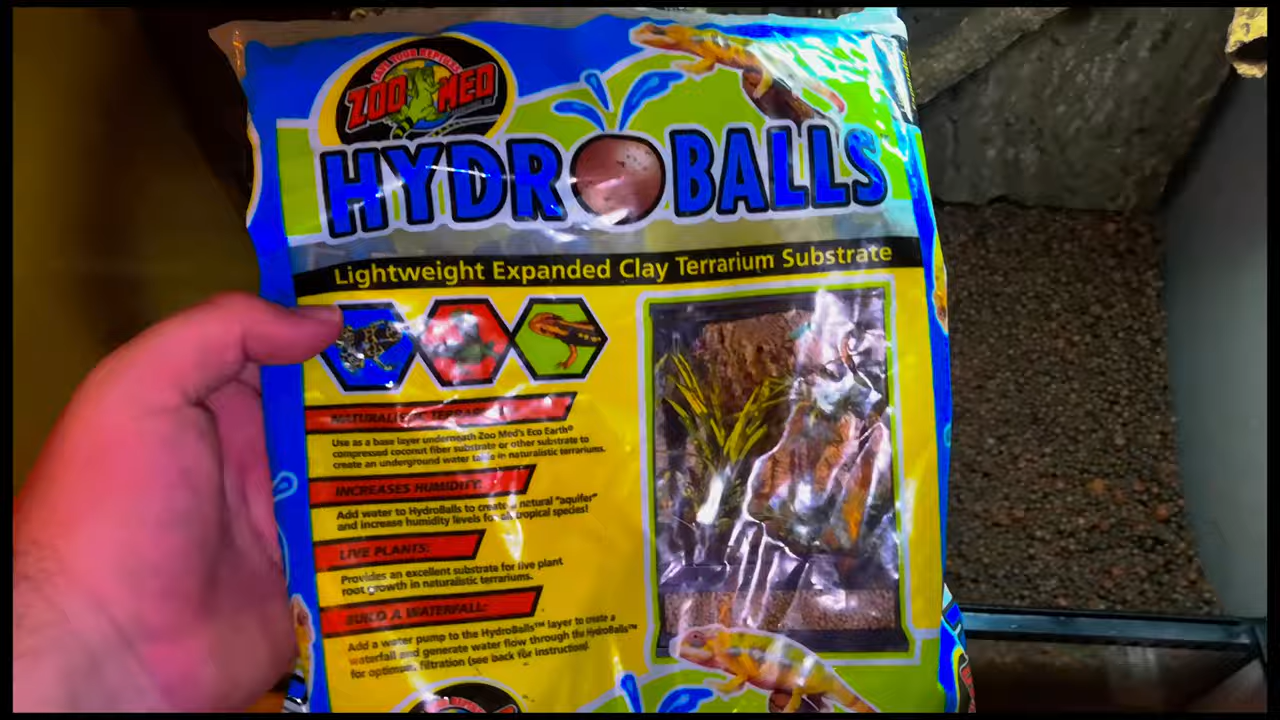 ZOO MED
HYDROBALLS™
Lightweight Expanded Clay Terrarium Substrate
NATURALISTIC
Use as a base layer underneath Zoo Med's Eco Earth®
compressed coconut fiber substrate or other substrate to
create an underground water table in naturalistic terrariums.
INCREASES HUMIDITY:
Add water to HydroBalls to create a natural "aquifer"
and increase humidity levels for all tropical species!
LIVE PLANTS:
Provides an excellent substrate for live plant
root growth in naturalistic terrariums.
BUILD A WATERFALL:
Add a water pump to the HydroBalls™ layer to create a
waterfall and generate water flow through the HydroBalls™
for optimum filtration (see back for instruction